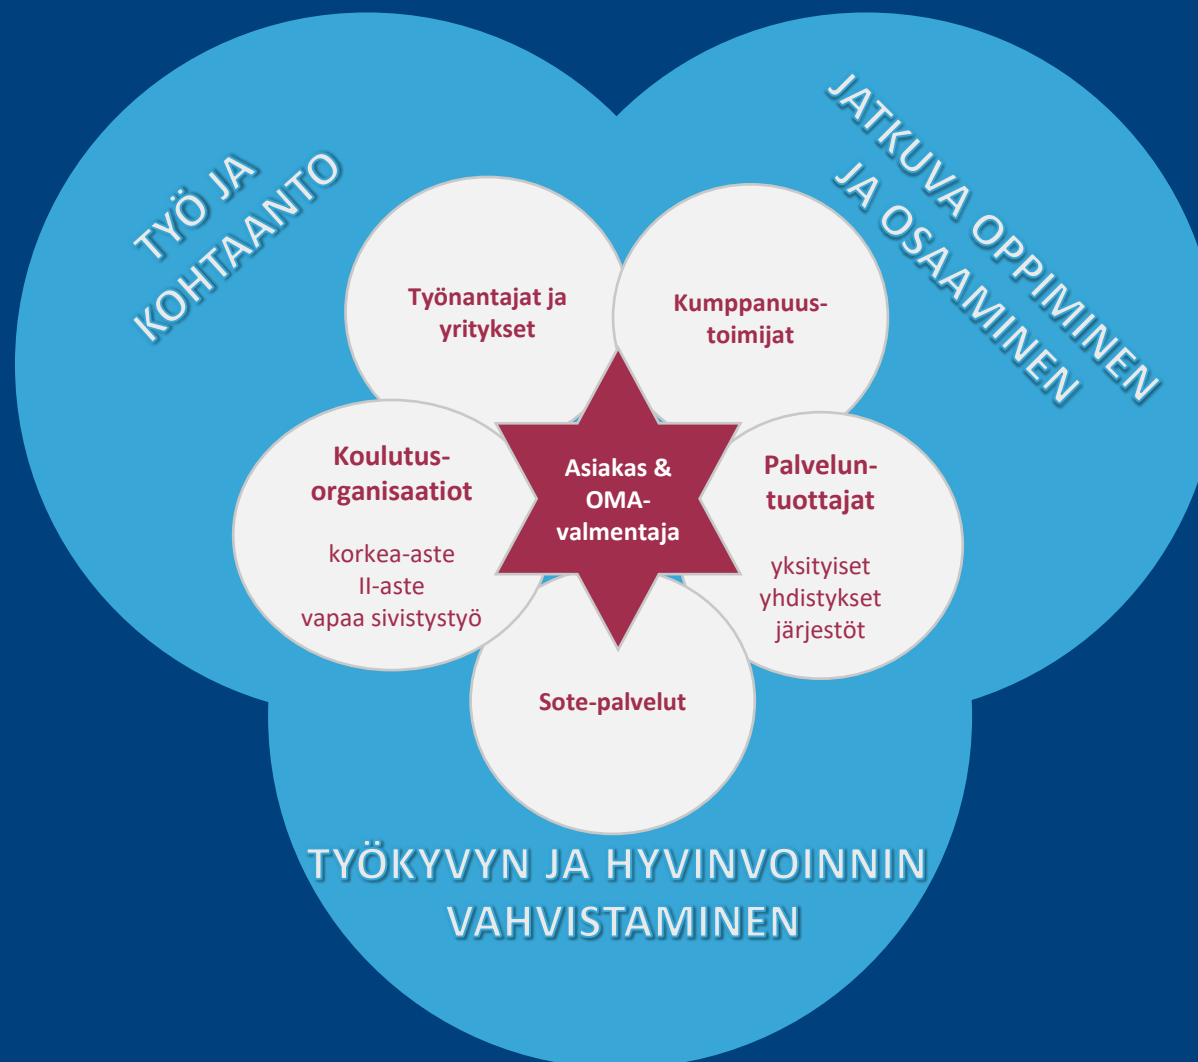 TYÖ JA
KOHTAANTO
JATKUVA OPPIMINEN
JA OSAAMINEN
Työnantajat ja
yritykset
Kumppanuus-
toimijat
Koulutus-
organisaatiot
korkea-aste
II-aste
vapaa sivistystyö
Asiakas &
OMA-
valmentaja
Palvelun-
tuottajat
yksityiset
yhdistykset
järjestöt
Sote-palvelut
TYÖKYVYN JA HYVINVOINNIN
VAHVISTAMINEN